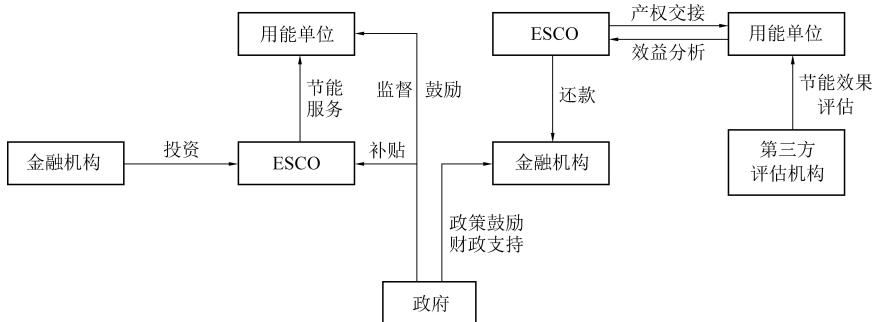 用能单位
ESCO
产权交接
效益分析
用能单位
节能
服务
监督
鼓励
还款
节能效果
评估
金融机构
投资
ESCO
补贴
金融机构
第三方
评估机构
政策鼓励
财政支持
政府